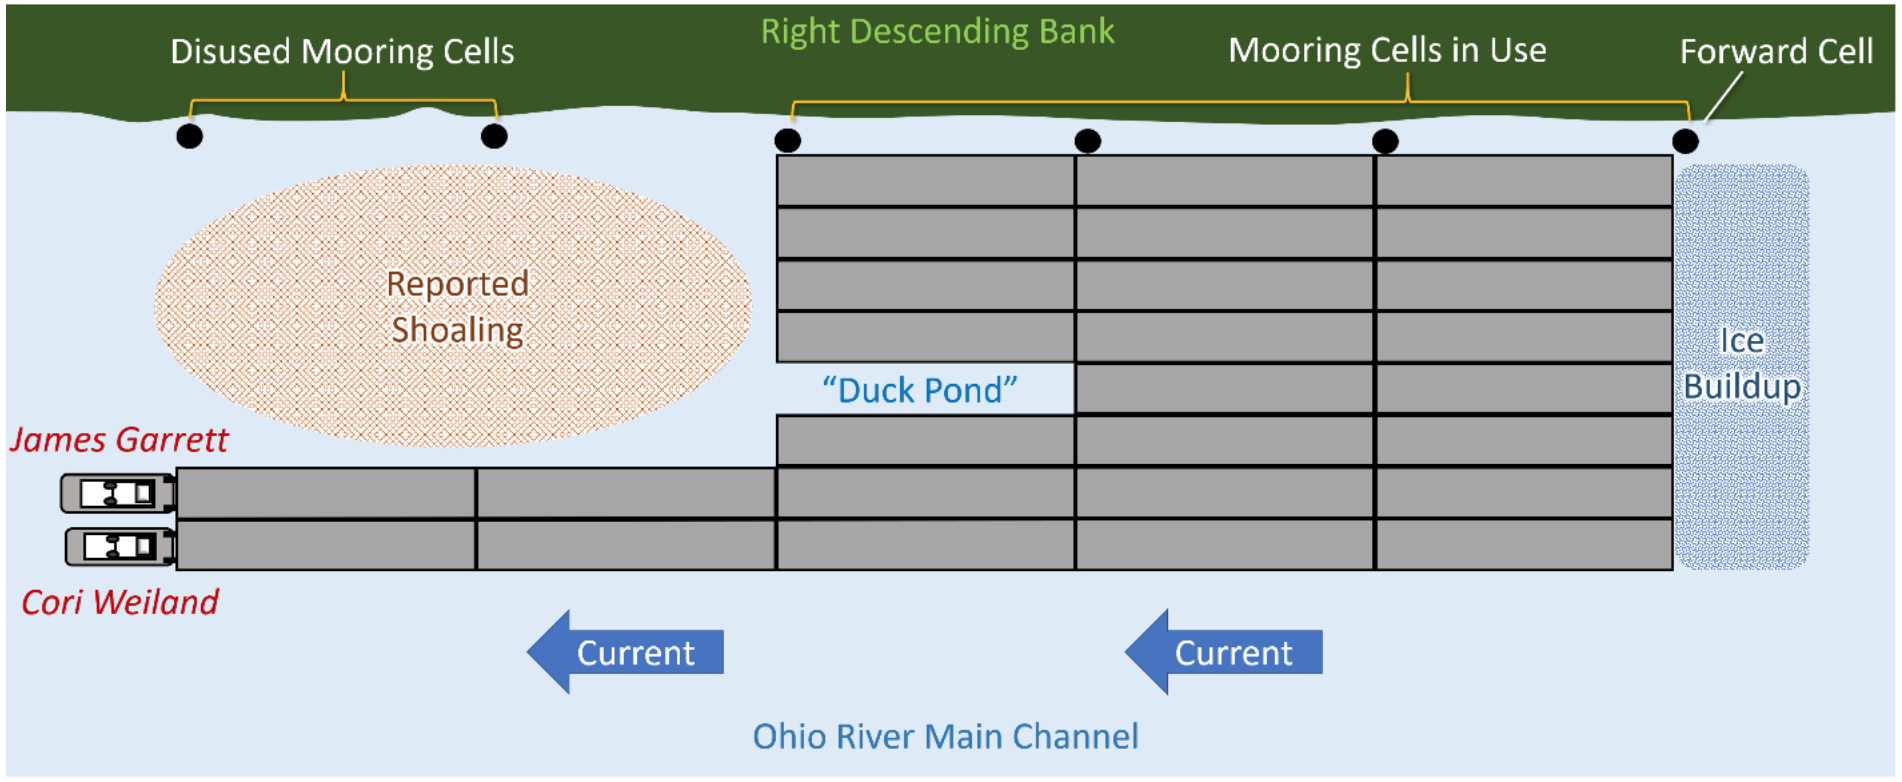 Right Descending Bank
Disused Mooring Cells
Mooring Cells in Use
Forward Cell
Reported
Shoaling
Ice
Buildup
“Duck Pond”
James Garrett
Cori Weiland
Current
Current
Ohio River Main Channel